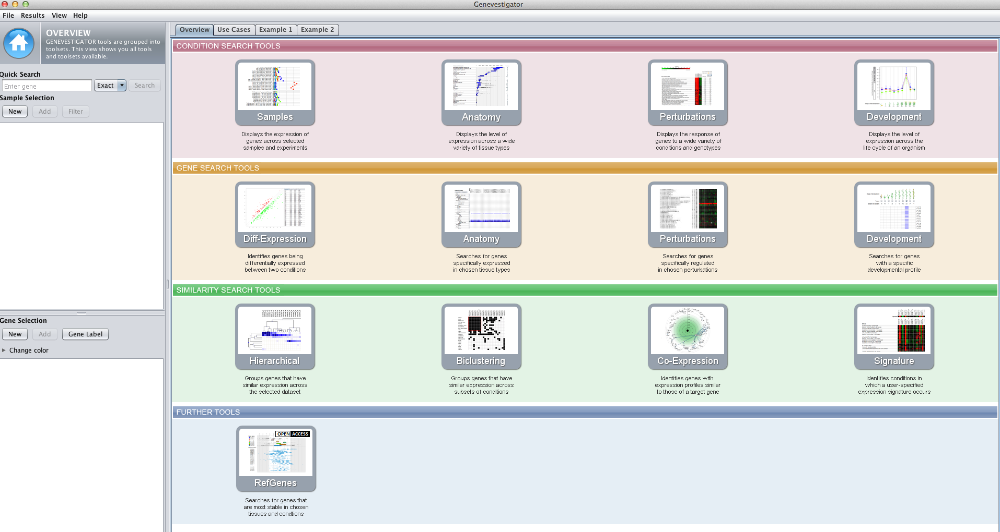 Genevestigator
File Results View Help
OVERVIEW
GENEVESTIGATOR tools are grouped into
toolsets. This view shows you all tools
and toolsets available.
Quick Search
Enter gene
Exact
Search
Sample Selection
New Add Filter
Gene Selection
New Add Gene Label
Change color
Overview Use Cases Example 1 Example 2
CONDITION SEARCH TOOLS
Samples
Displays the expression of
genes across selected
samples and experiments
Anatomy
Displays the level of
expression across a wide
variety of tissue types
Perturbations
Displays the response of
genes to a wide variety of
conditions and genotypes
Development
Displays the level of
expression across the
life cycle of an organism
GENE SEARCH TOOLS
Diff-Expression
Identifies genes being
differentially expressed
between two conditions
Anatomy
Searches for genes
specifically expressed
in chosen tissue types
Perturbations
Searches for genes
specifically regulated
in chosen perturbations
Development
Searches for genes
with a specific
developmental profile
SIMILARITY SEARCH TOOLS
Hierarchical
Groups genes that have
similar expression across
the selected dataset
Biclustering
Groups genes that have
similar expression across
subsets of conditions
Co-Expression
Identifies genes with
expression profiles similar
to those of a target gene
Signature
Identifies conditions in
which a user-specified
expression signature occurs
FURTHER TOOLS
OPEN ACCESS
RefGenes
Searches for genes that
are most stable in chosen
tissues and condtions